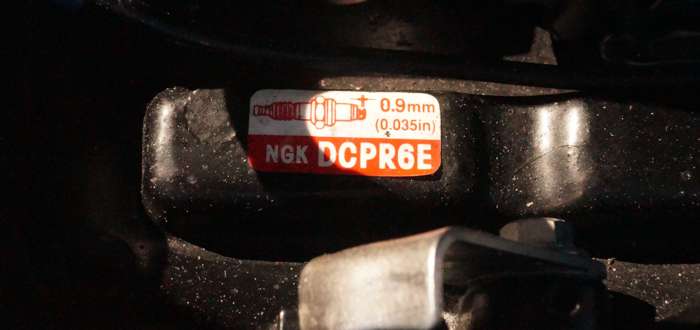 0.9mm
(0.035in)
NGK DCPR6E